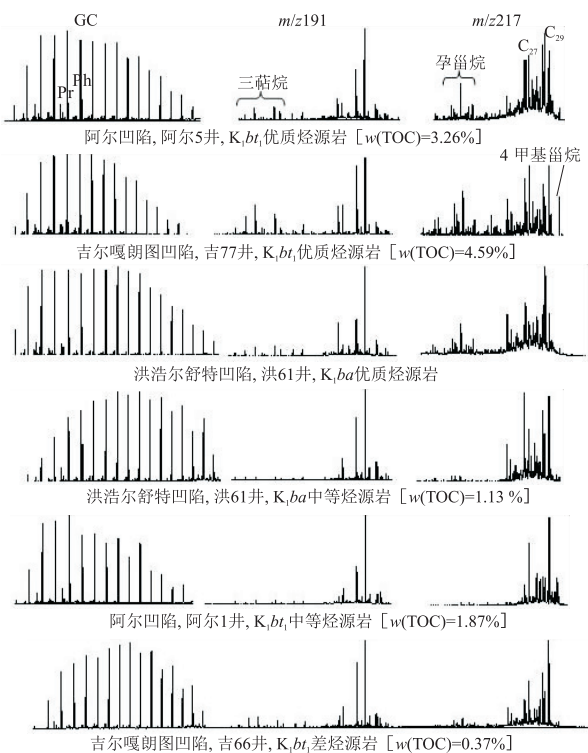 GC m/z191 m/z217
C29
C27
孕甾烷
Ph
Pr
三萜烷
阿尔凹陷, 阿尔5井, K1bt1优质烃源岩［w(TOC)=3.26%］
4 甲基甾烷
吉尔嘎朗图凹陷, 吉77井, K1bt1优质烃源岩［w(TOC)=4.59%］
洪浩尔舒特凹陷, 洪61井, K1ba优质烃源岩
洪浩尔舒特凹陷, 洪61井, K1ba中等烃源岩［w(TOC)=1.13 %］
阿尔凹陷, 阿尔1井, K1bt1中等烃源岩［w(TOC)=1.87%］
吉尔嘎朗图凹陷, 吉66井, K1bt1差烃源岩［w(TOC)=0.37%］